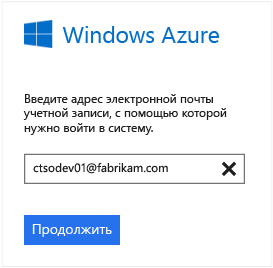 Windows Azure
Введите адрес электронной почты
учетной записи, с помощью которой
нужно войти в систему.
ctsodev01@fabrikam.com
Продолжить